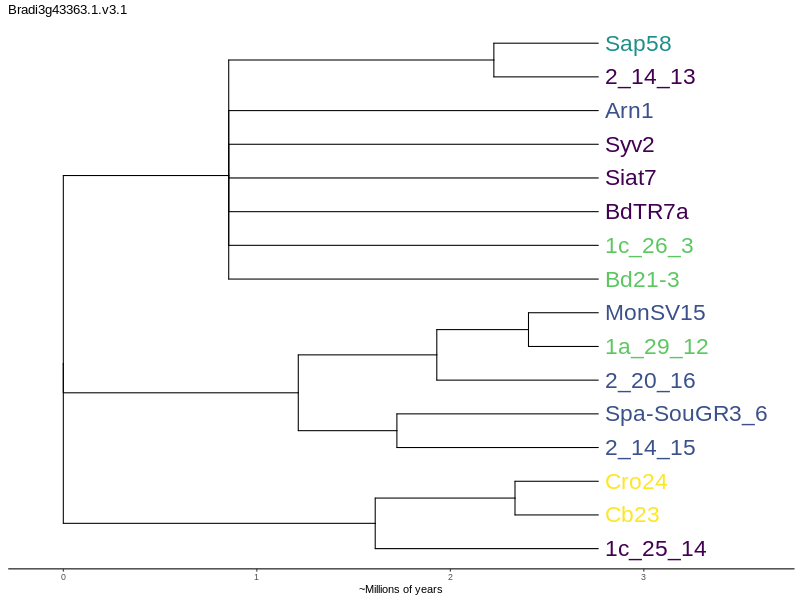 Bradi3g43363.1.v3.1
Sap58
2_14_13
Arn1
Syv2
Siat7
BdTR7a
1c_26_3
Bd21-3
MonSV15
1a_29_12
2_20_16
Spa-SouGR3_6
2_14_15
Cro24
Cb23
1c_25_14
0 1 2 3
~Millions of years